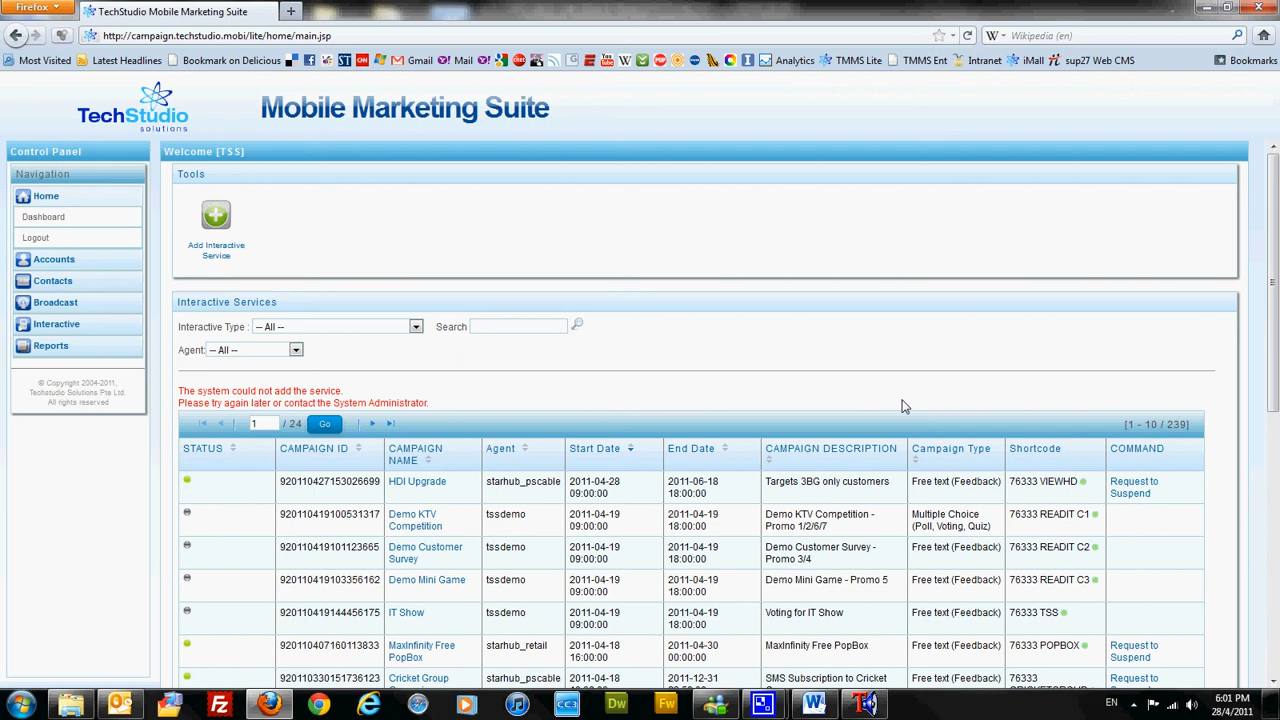 Firefox
TechStudio Mobile Marketing Suite
http://campaign.techstudio.mobi/lite/home/main.jsp
Wikipedia (en)
Most Visited Latest Headlines Bookmark on Delicious Gmail Mail Analytics TMMS Lite TMMS Ent Intranet iMall sup27 Web CMS Bookmarks
TechStudio
solutions
Mobile Marketing Suite
Control Panel
Welcome [TSS]
Navigation
Home
Dashboard
Logout
Accounts
Contacts
Broadcast
Interactive
Reports
© Copyright 2004-2011,
Techstudio Solutions Pte Ltd.
All rights reserved
Tools
Add Interactive
Service
Interactive Services
Interactive Type : -- All -- Search
Agent: -- All --
The system could not add the service.
Please try again later or contact the System Administrator.
1 / 24 Go [1 - 10 / 239]
STATUS CAMPAIGN ID CAMPAIGN NAME Agent Start Date End Date CAMPAIGN DESCRIPTION Campaign Type Shortcode COMMAND
920110427153026699 HDI Upgrade starhub_pscable 2011-04-28 09:00:00 2011-06-18 18:00:00 Targets 3BG only customers Free text (Feedback) 76333 VIEWHD Request to Suspend
920110419100531317 Demo KTV Competition tssdemo 2011-04-19 09:00:00 2011-04-19 18:00:00 Demo KTV Competition - Promo 1/2/6/7 Multiple Choice (Poll, Voting, Quiz) 76333 READIT C1
920110419101123665 Demo Customer Survey tssdemo 2011-04-19 09:00:00 2011-04-19 18:00:00 Demo Customer Survey - Promo 3/4 Free text (Feedback) 76333 READIT C2
920110419103356162 Demo Mini Game tssdemo 2011-04-19 09:00:00 2011-04-19 18:00:00 Demo Mini Game - Promo 5 Free text (Feedback) 76333 READIT C3
920110419144456175 IT Show tssdemo 2011-04-19 09:00:00 2011-04-19 18:00:00 Voting for IT Show Free text (Feedback) 76333 TSS
920110407160113833 MaxInfinity Free PopBox starhub_retail 2011-04-18 16:00:00 2011-04-30 00:00:00 MaxInfinity Free PopBox Free text (Feedback) 76333 POPBOX Request to Suspend
920110330151736123 Cricket Group starhub_pscable 2011-04-04 2011-12-31 SMS Subscription to Cricket Free text (Feedback) 76333 Request to
EN 6:01 PM
28/4/2011